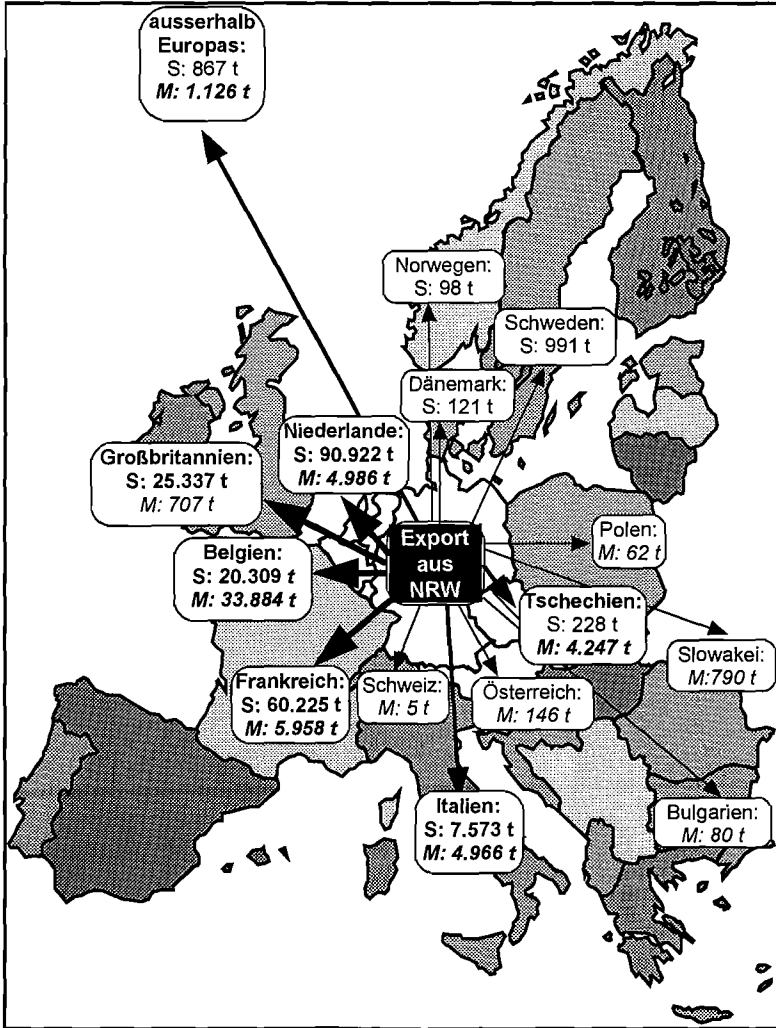 ausserhalb
Europas:
S: 867 t
M: 1.126 t
Norwegen:
S: 98 t
Schweden:
S: 991 t
Dänemark:
S: 121 t
Niederlande:
S: 90.922 t
M: 4.986 t
Großbritannien:
S: 25.337 t
M: 707 t
Belgien:
S: 20.309 t
M: 33.884 t
Export
aus
NRW
Polen:
M: 62 t
Tschechien:
S: 228 t
M: 4.247 t
Slowakei:
M:790 t
Frankreich:
S: 60.225 t
M: 5.958 t
Schweiz:
M: 5 t
Österreich:
M: 146 t
Italien:
S: 7.573 t
M: 4.966 t
Bulgarien:
M: 80 t